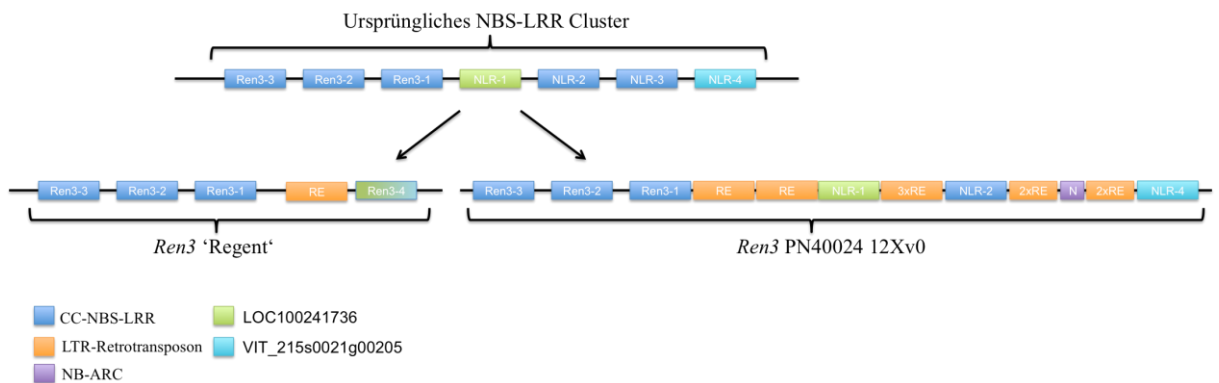 Ursprüngliches NBS-LRR Cluster
Ren3-3 Ren3-2 Ren3-1 NLR-1 NLR-2 NLR-3 NLR-4
Ren3-3 Ren3-2 Ren3-1 RE Ren3-4
Ren3-3 Ren3-2 Ren3-1 RE RE NLR-1 3xRE NLR-2 2xRE N 2xRE NLR-4
Ren3 ‘Regent‘
Ren3 PN40024 12Xv0
CC-NBS-LRR
LOC100241736
LTR-Retrotransposon
VIT_215s0021g00205
NB-ARC